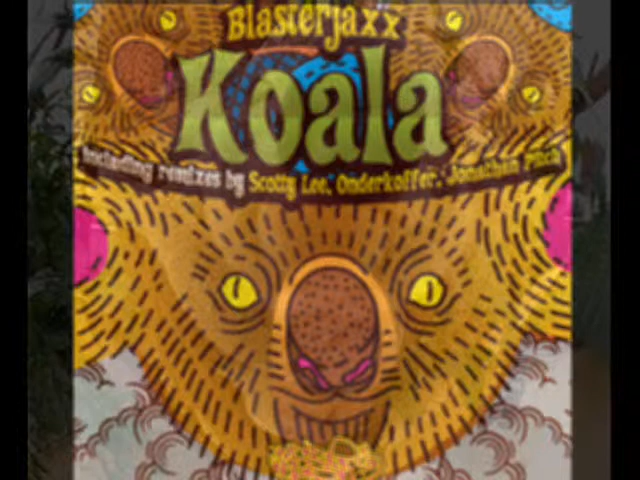 Blasterjaxx
Koala
including remixes by Scotty Lee, Onderkoffer, Jonathan Pitch